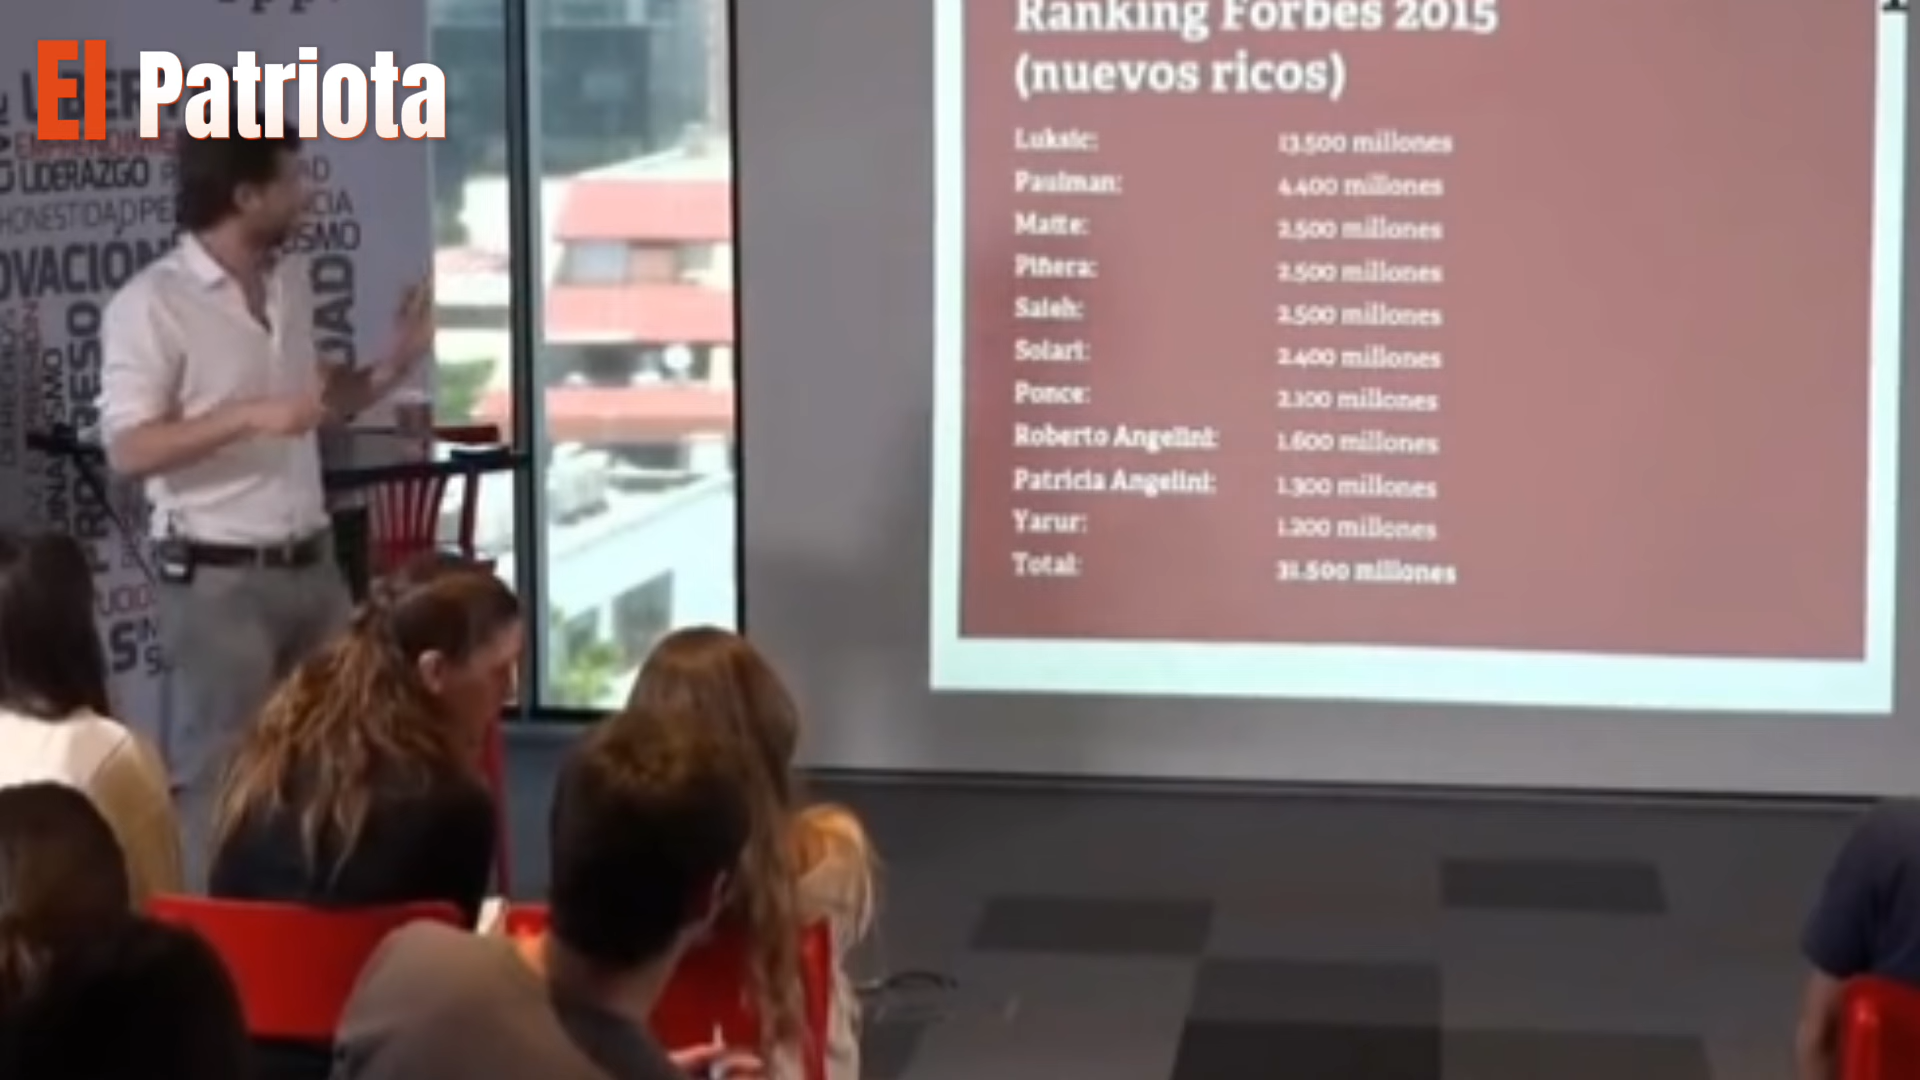 El Patriota
LIDERAZGO
HONESTIDAD
Ranking Forbes 2015
(nuevos ricos)
Luksic: 13.500 millones
Paulman: 4.400 millones
Matte: 2.500 millones
Piñera: 2.500 millones
Saieh: 2.500 millones
Solari: 2.400 millones
Ponce: 2.100 millones
Roberto Angelini: 1.600 millones
Patricia Angelini: 1.300 millones
Yarur: 1.200 millones
Total: 31.500 millones